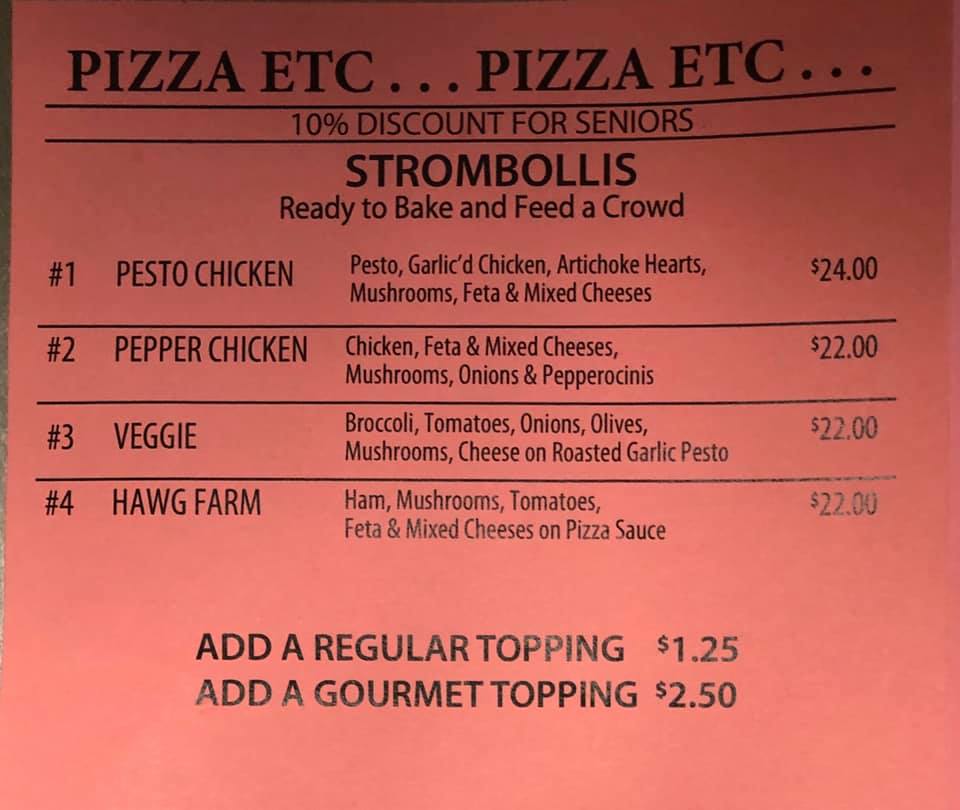 PIZZA ETC . . . PIZZA ETC . . .
10% DISCOUNT FOR SENIORS
STROMBOLLIS
Ready to Bake and Feed a Crowd
#1 PESTO CHICKEN Pesto, Garlic'd Chicken, Artichoke Hearts, $24.00
Mushrooms, Feta & Mixed Cheeses
#2 PEPPER CHICKEN Chicken, Feta & Mixed Cheeses, $22.00
Mushrooms, Onions & Pepperocinis
#3 VEGGIE Broccoli, Tomatoes, Onions, Olives, $22.00
Mushrooms, Cheese on Roasted Garlic Pesto
#4 HAWG FARM Ham, Mushrooms, Tomatoes, $22.00
Feta & Mixed Cheeses on Pizza Sauce
ADD A REGULAR TOPPING $1.25
ADD A GOURMET TOPPING $2.50